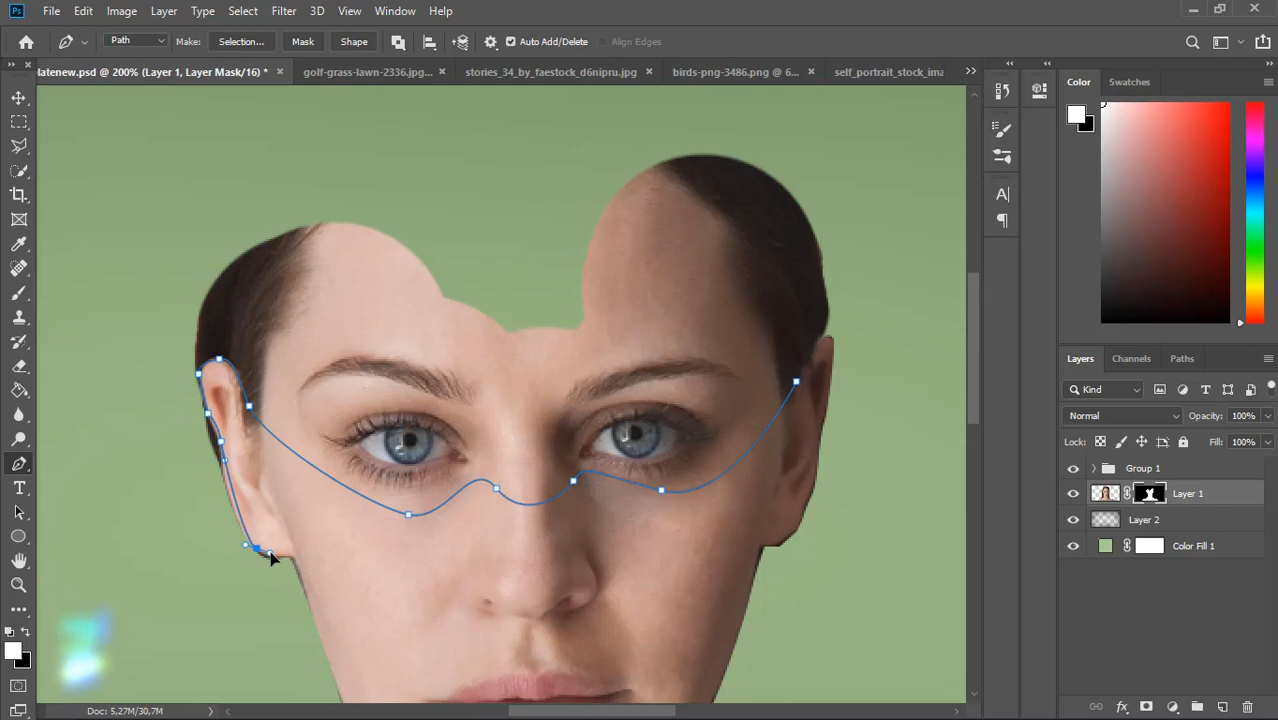 Ps File Edit Image Layer Type Select Filter 3D View Window Help
Path Make: Selection... Mask Shape Auto Add/Delete Align Edges
latenew.psd @ 200% (Layer 1, Layer Mask/16) * golf-grass-lawn-2336.jpg... stories_34_by_faestock_d6nipru.jpg birds-png-3486.png @ 6... self_portrait_stock_ima
Color Swatches
Layers Channels Paths
Kind
Normal Opacity: 100%
Lock: Fill: 100%
Group 1
Layer 1
Layer 2
Color Fill 1
Doc: 5,27M/30,7M